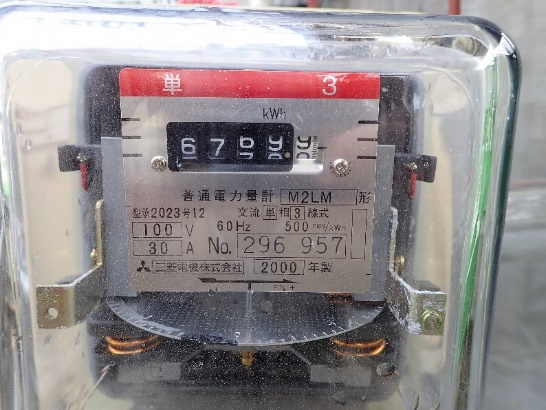 単 3
kWh
普通電力量計 M2LM 形
型承2023号12 交流 単 相 3 線式
100 V 60Hz 500 rev/kWh
30 A No. 296 957
三菱電機株式会社 2000 年製